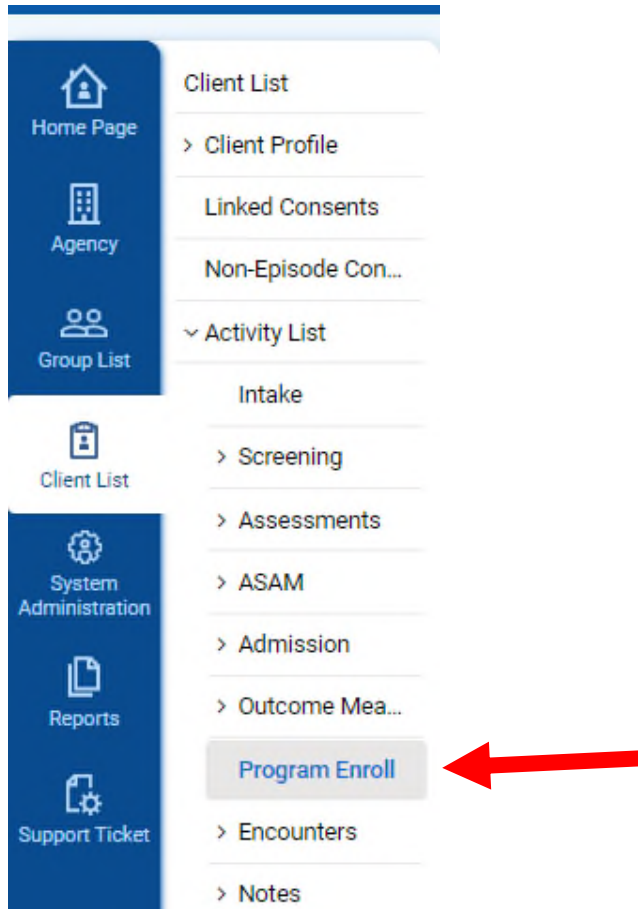 Home Page
Agency
Group List
Client List
System
Administration
Reports
Support Ticket
Client List
Client Profile
Linked Consents
Non-Episode Con...
Activity List
Intake
Screening
Assessments
ASAM
Admission
Outcome Mea...
Program Enroll
Encounters
Notes